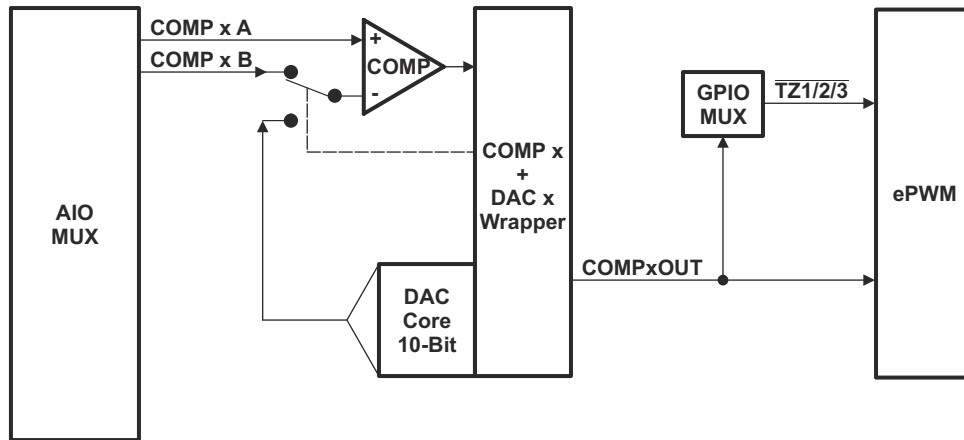 COMP x A
COMP x B
+
COMP
-
AIO
MUX
COMP x
+
DAC x
Wrapper
DAC
Core
10-Bit
COMPxOUT
GPIO
MUX
TZ1/2/3
ePWM